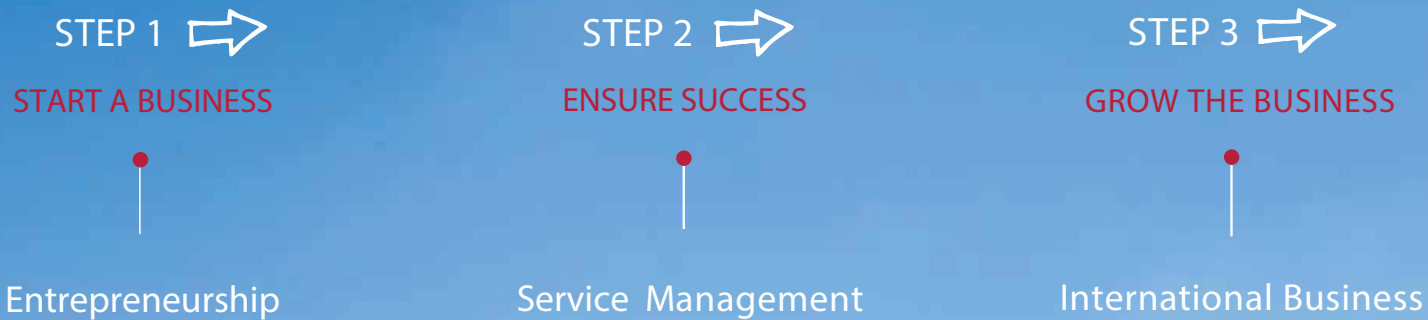 STEP 1
START A BUSINESS
Entrepreneurship
STEP 2
ENSURE SUCCESS
Service Management
STEP 3
GROW THE BUSINESS
International Business